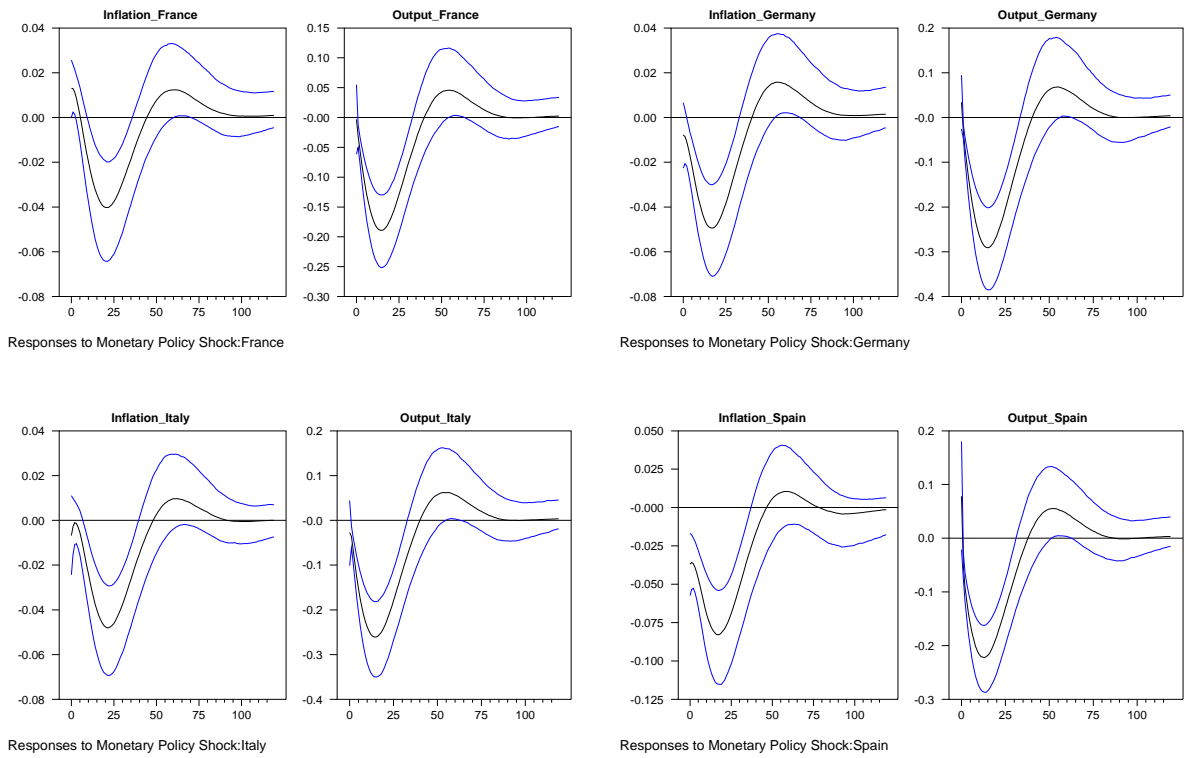 Inflation_France
0.04
0.02
0.00
-0.02
-0.04
-0.06
-0.08
0 25 50 75 100
Output_France
0.15
0.10
0.05
0.00
-0.05
-0.10
-0.15
-0.20
-0.25
-0.30
0 25 50 75 100
Responses to Monetary Policy Shock:France
Inflation_Germany
0.04
0.02
0.00
-0.02
-0.04
-0.06
-0.08
0 25 50 75 100
Output_Germany
0.2
0.1
-0.0
-0.1
-0.2
-0.3
-0.4
0 25 50 75 100
Responses to Monetary Policy Shock:Germany
Inflation_Italy
0.04
0.02
0.00
-0.02
-0.04
-0.06
-0.08
0 25 50 75 100
Output_Italy
0.2
0.1
-0.0
-0.1
-0.2
-0.3
-0.4
0 25 50 75 100
Responses to Monetary Policy Shock:Italy
Inflation_Spain
0.050
0.025
-0.000
-0.025
-0.050
-0.075
-0.100
-0.125
0 25 50 75 100
Output_Spain
0.2
0.1
0.0
-0.1
-0.2
-0.3
0 25 50 75 100
Responses to Monetary Policy Shock:Spain